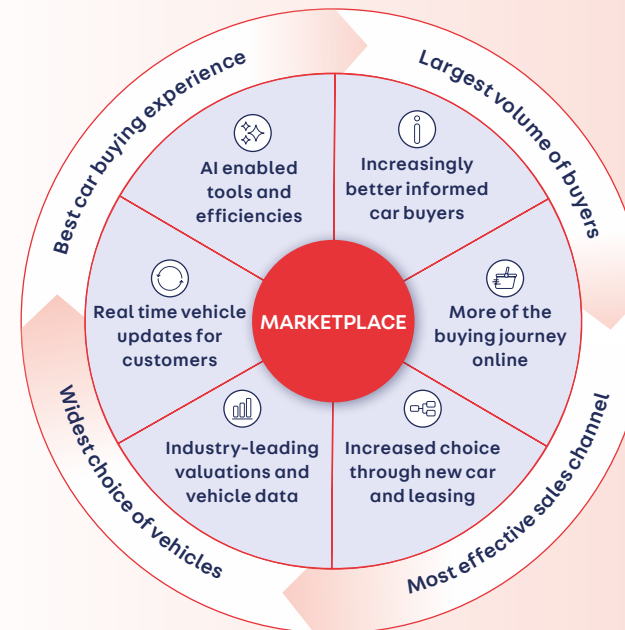 Best car buying experience
Largest volume of buyers
AI enabled
tools and
efficiencies
Increasingly
better informed
car buyers
Real time vehicle
updates for
customers
MARKETPLACE
More of the
buying journey
online
Industry-leading
valuations and
vehicle data
Increased choice
through new car
and leasing
Widest choice of vehicles
Most effective sales channel